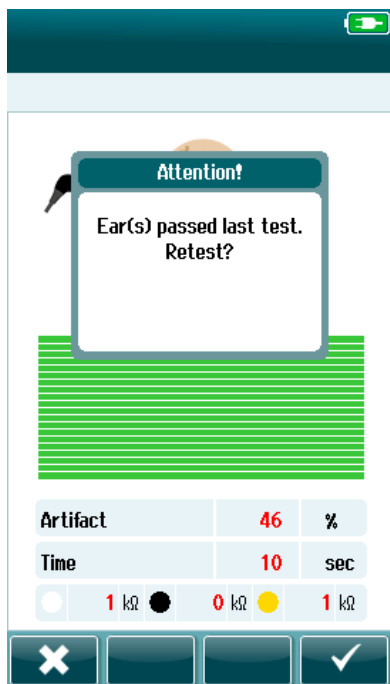 Attention!
Ear(s) passed last test.
Retest?
Artifact 46 %
Time 10 sec
1 kΩ 0 kΩ 1 kΩ